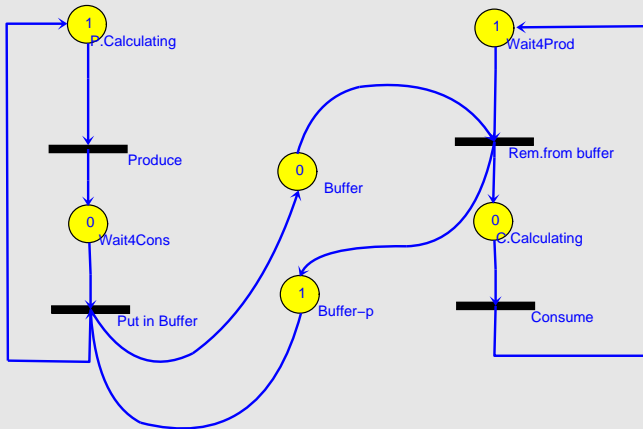 1
P.Calculating
1
Wait4Prod
Produce
Rem.from buffer
0
Buffer
0
Wait4Cons
0
C.Calculating
1
Buffer-p
Put in Buffer
Consume